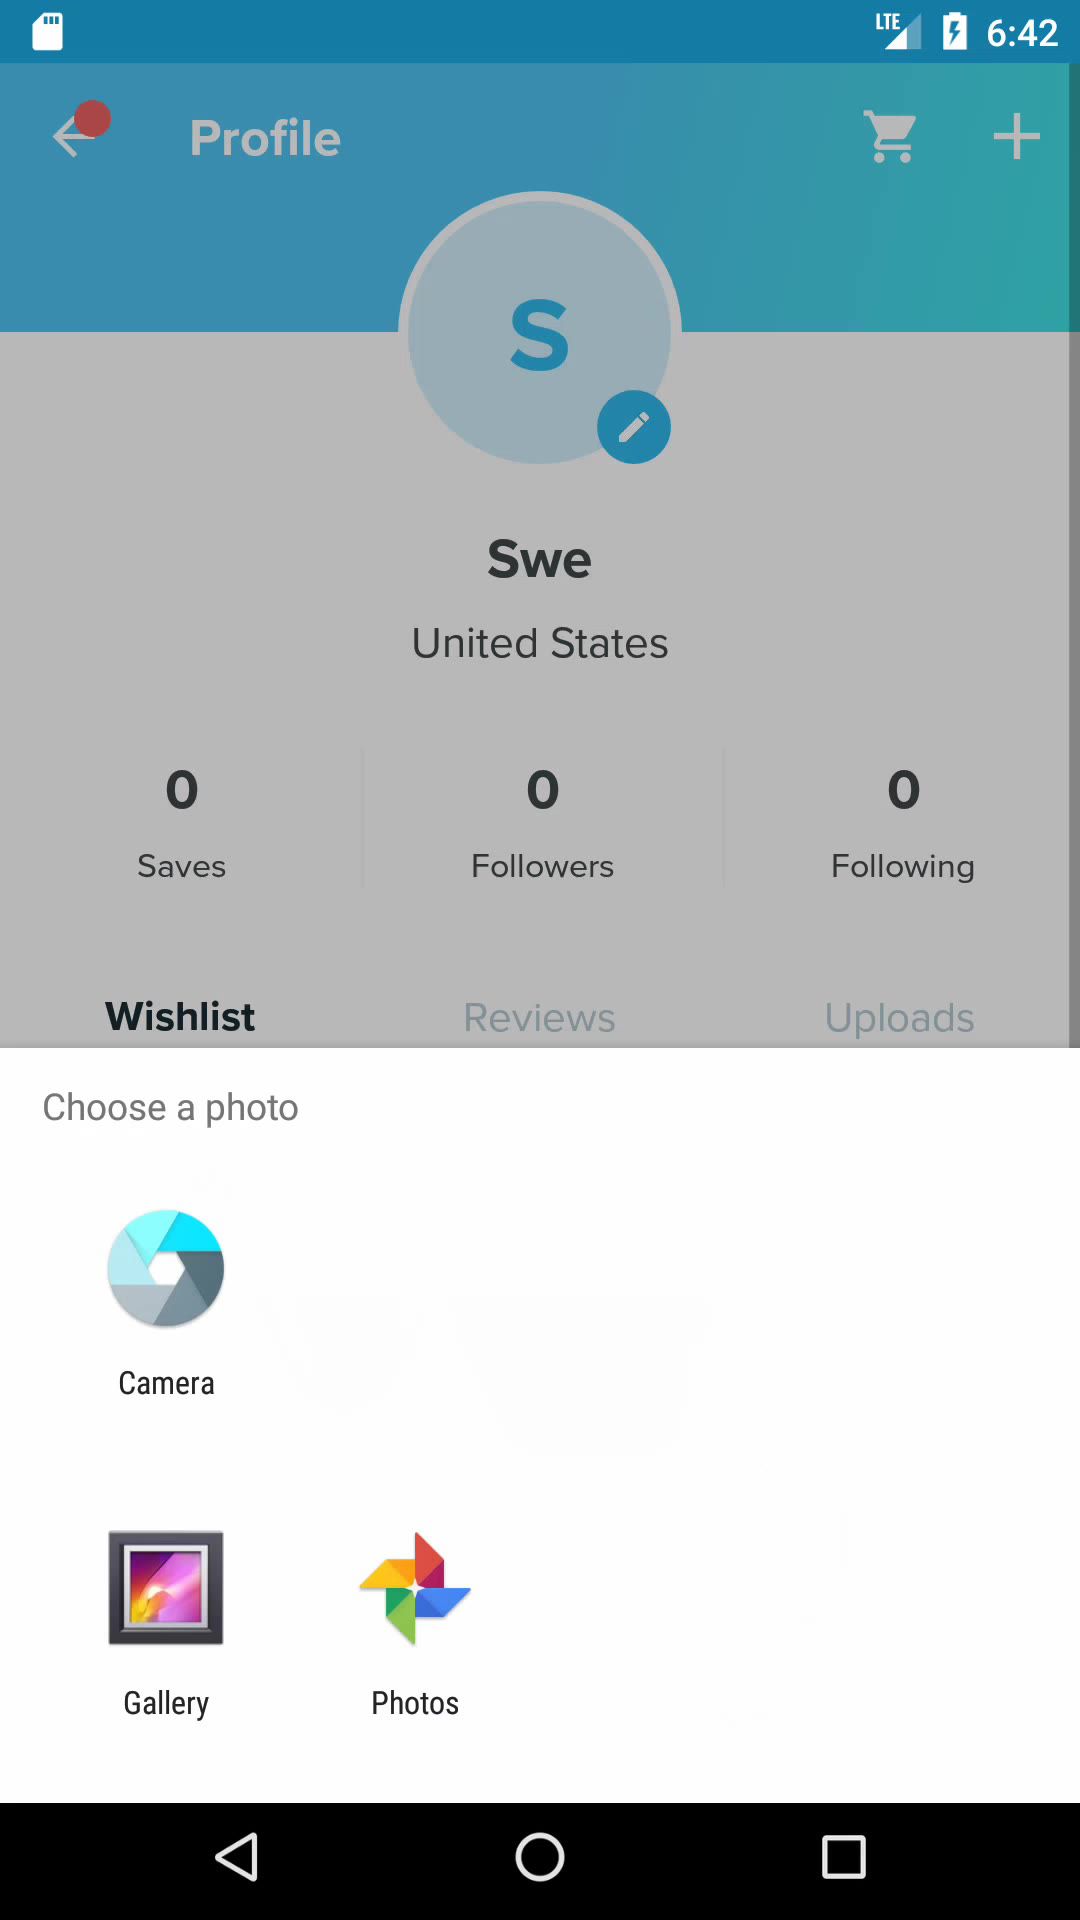 LTE 6:42
Profile
S
Swe
United States
0 0 0
Saves Followers Following
Wishlist Reviews Uploads
Choose a photo
Camera
Gallery Photos